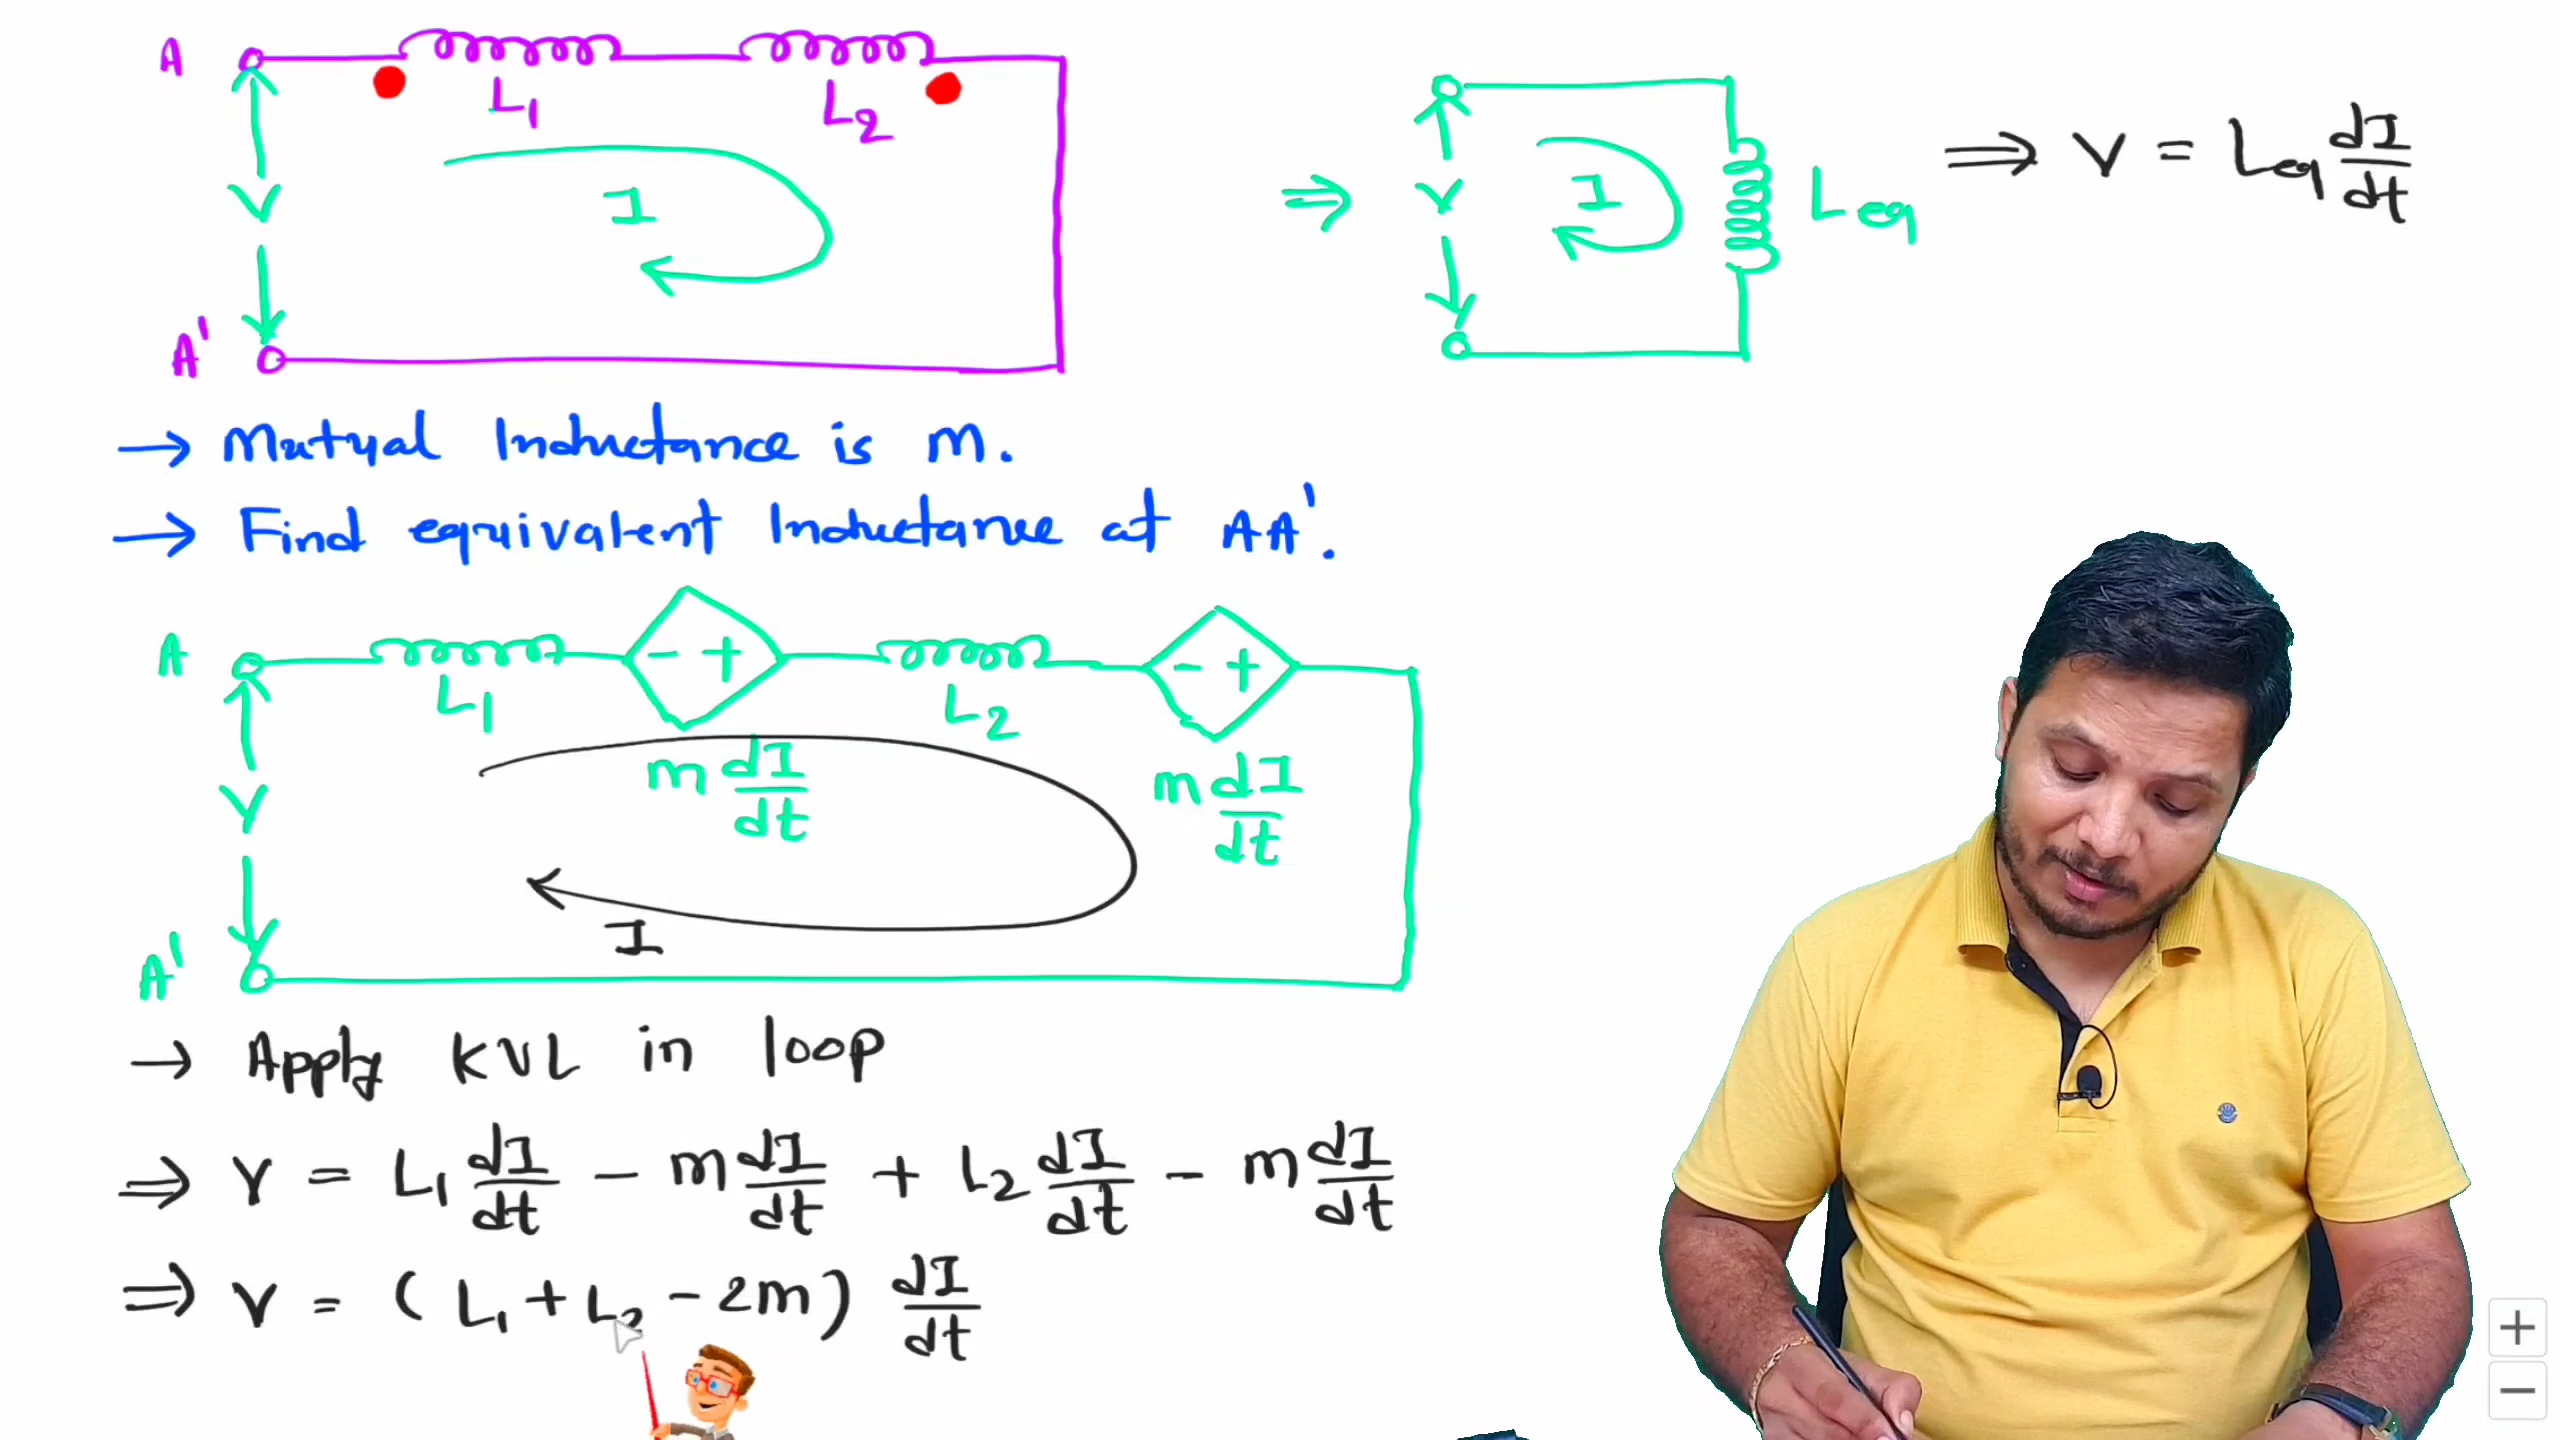 A
L1
L2
V
I
A'
⇒ V I Leq
⇒ V = Leq dI/dt
→ Mutual Inductance is M.
→ Find equivalent Inductance at AA'.
A
- +
- +
L1
L2
m dI/dt
m dI/dt
V
I
A'
→ Apply KVL in loop
⇒ V = L1 dI/dt - m dI/dt + L2 dI/dt - m dI/dt
⇒ V = (L1 + L2 - 2m) dI/dt
+
−